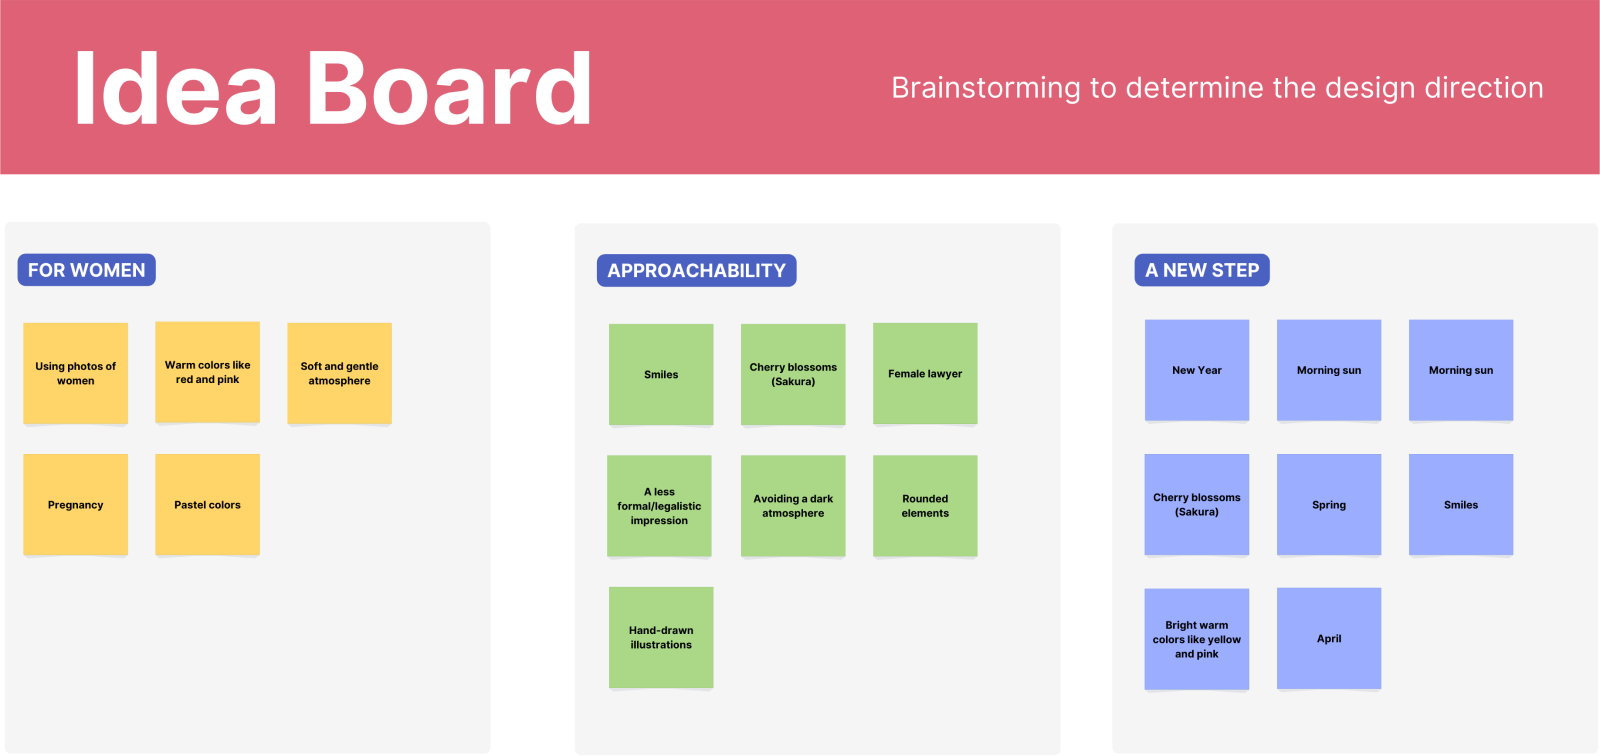 Idea Board
Brainstorming to determine the design direction
FOR WOMEN
Using photos of
women
Warm colors like
red and pink
Soft and gentle
atmosphere
Pregnancy
Pastel colors
APPROACHABILITY
Smiles
Cherry blossoms
(Sakura)
Female lawyer
A less
formal/legalistic
impression
Avoiding a dark
atmosphere
Rounded
elements
Hand-drawn
illustrations
A NEW STEP
New Year
Morning sun
Morning sun
Cherry blossoms
(Sakura)
Spring
Smiles
Bright warm
colors like yellow
and pink
April